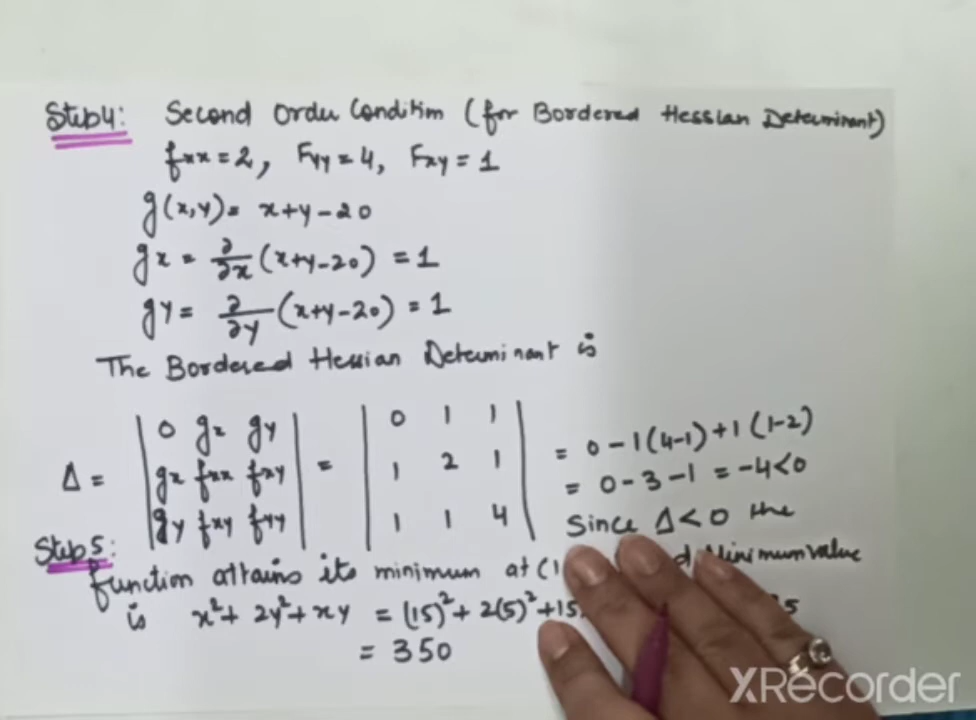 Step4: Second Order Condition (for Bordered Hessian Determinant)
fxx = 2, Fyy = 4, Fxy = 1
g(x,y) = x+y-20
gx = ∂/∂x (x+y-20) = 1
gy = ∂/∂y (x+y-20) = 1
The Bordered Hessian Determinant is
Δ = | 0 gx gy | = | 0 1 1 | = 0-1(4-1)+1(1-2)
| gx fxx fxy | | 1 2 1 | = 0-3-1 = -4<0
| gy fxy fyy | | 1 1 4 | Since Δ<0 the
Step5:
function attains its minimum at (1 d Minimum value
is x²+ 2y²+ xy = (15)²+ 2(5)²+15 5
= 350
XRecorder